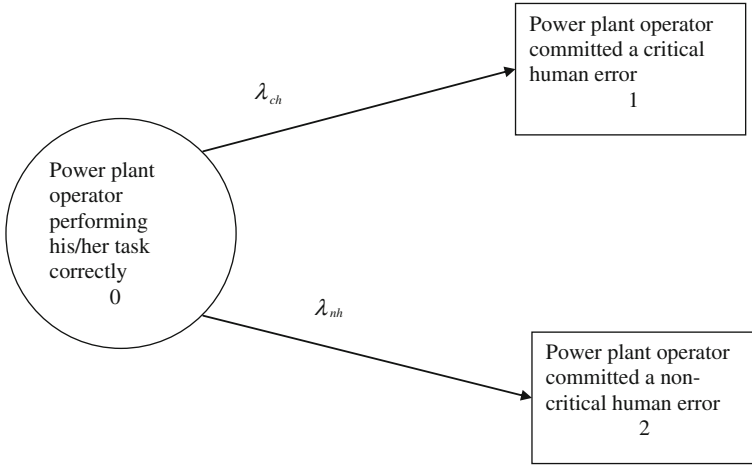 Power plant operator
committed a critical
human error
1
λch
Power plant
operator
performing
his/her task
correctly
0
λnh
Power plant operator
committed a non-
critical human error
2